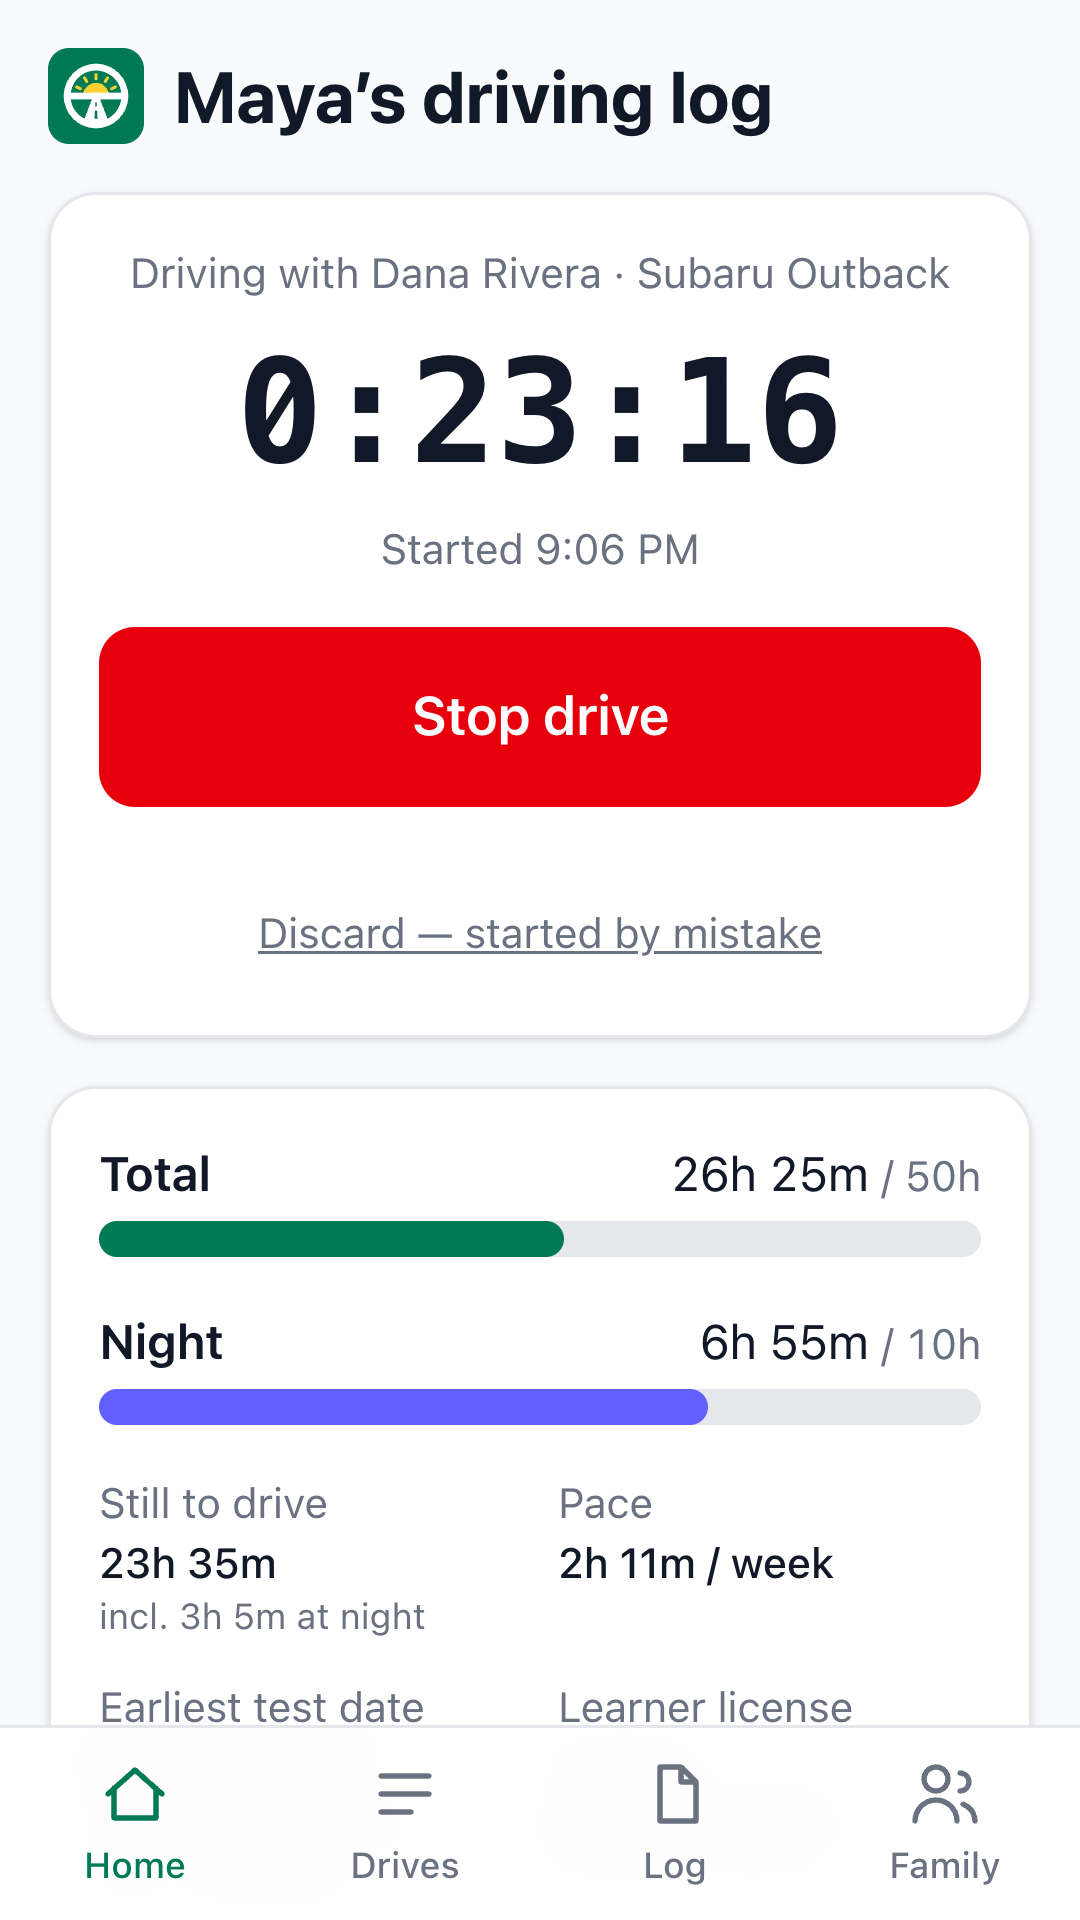 Maya’s driving log
Driving with Dana Rivera · Subaru Outback
0:23:16
Started 9:06 PM
Stop drive
Discard — started by mistake
Total 26h 25m / 50h
Night 6h 55m / 10h
Still to drive Pace
23h 35m 2h 11m / week
incl. 3h 5m at night
Earliest test date Learner license
Home Drives Log Family